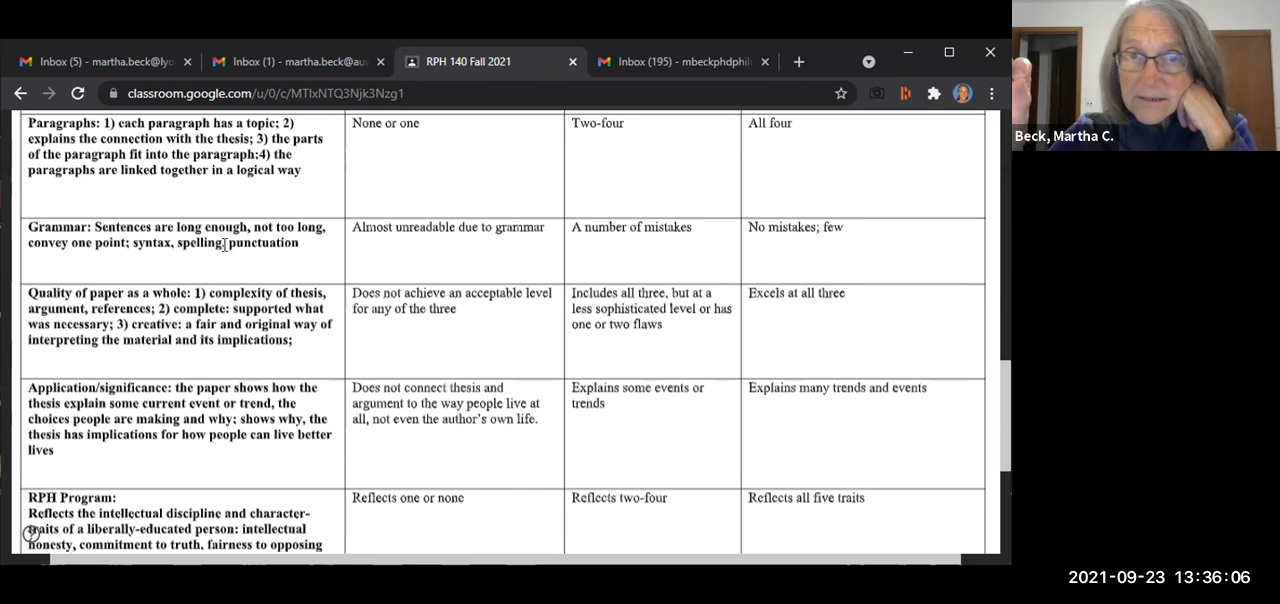 Inbox (5) - martha.beck@lyo
Inbox (1) - martha.beck@au
RPH 140 Fall 2021
Inbox (195) - mbeckphdphil
classroom.google.com/u/0/c/MTIxNTQ3Njk3Nzg1
Beck, Martha C.
Paragraphs: 1) each paragraph has a topic; 2)
explains the connection with the thesis; 3) the parts
of the paragraph fit into the paragraph;4) the
paragraphs are linked together in a logical way
None or one
Two-four
All four
Grammar: Sentences are long enough, not too long,
convey one point; syntax, spelling, punctuation
Almost unreadable due to grammar
A number of mistakes
No mistakes; few
Quality of paper as a whole: 1) complexity of thesis,
argument, references; 2) complete: supported what
was necessary; 3) creative: a fair and original way of
interpreting the material and its implications;
Does not achieve an acceptable level
for any of the three
Includes all three, but at a
less sophisticated level or has
one or two flaws
Excels at all three
Application/significance: the paper shows how the
thesis explain some current event or trend, the
choices people are making and why; shows why, the
thesis has implications for how people can live better
lives
Does not connect thesis and
argument to the way people live at
all, not even the author's own life.
Explains some events or
trends
Explains many trends and events
RPH Program:
Reflects the intellectual discipline and character-
traits of a liberally-educated person: intellectual
honesty, commitment to truth, fairness to opposing
Reflects one or none
Reflects two-four
Reflects all five traits
2021-09-23 13:36:06